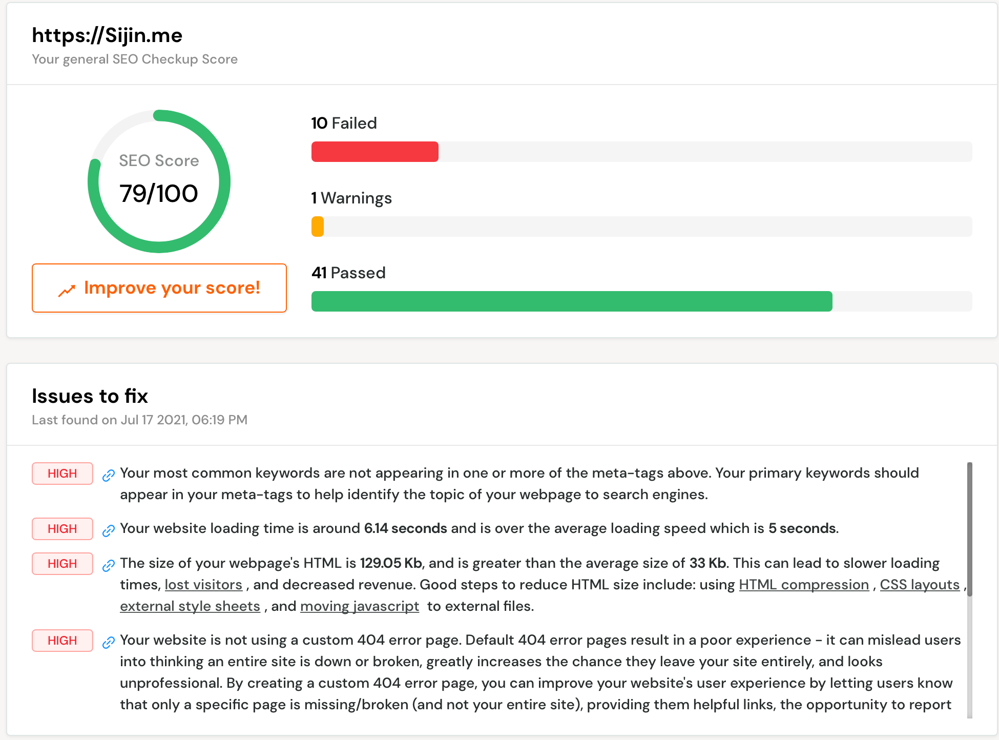 https://Sijin.me
Your general SEO Checkup Score
SEO Score
79/100
Improve your score!
10 Failed
1 Warnings
41 Passed
Issues to fix
Last found on Jul 17 2021, 06:19 PM
HIGH
Your most common keywords are not appearing in one or more of the meta-tags above. Your primary keywords should
appear in your meta-tags to help identify the topic of your webpage to search engines.
HIGH
Your website loading time is around 6.14 seconds and is over the average loading speed which is 5 seconds.
HIGH
The size of your webpage's HTML is 129.05 Kb, and is greater than the average size of 33 Kb. This can lead to slower loading
times, lost visitors , and decreased revenue. Good steps to reduce HTML size include: using HTML compression , CSS layouts ,
external style sheets , and moving javascript to external files.
HIGH
Your website is not using a custom 404 error page. Default 404 error pages result in a poor experience - it can mislead users
into thinking an entire site is down or broken, greatly increases the chance they leave your site entirely, and looks
unprofessional. By creating a custom 404 error page, you can improve your website's user experience by letting users know
that only a specific page is missing/broken (and not your entire site), providing them helpful links, the opportunity to report